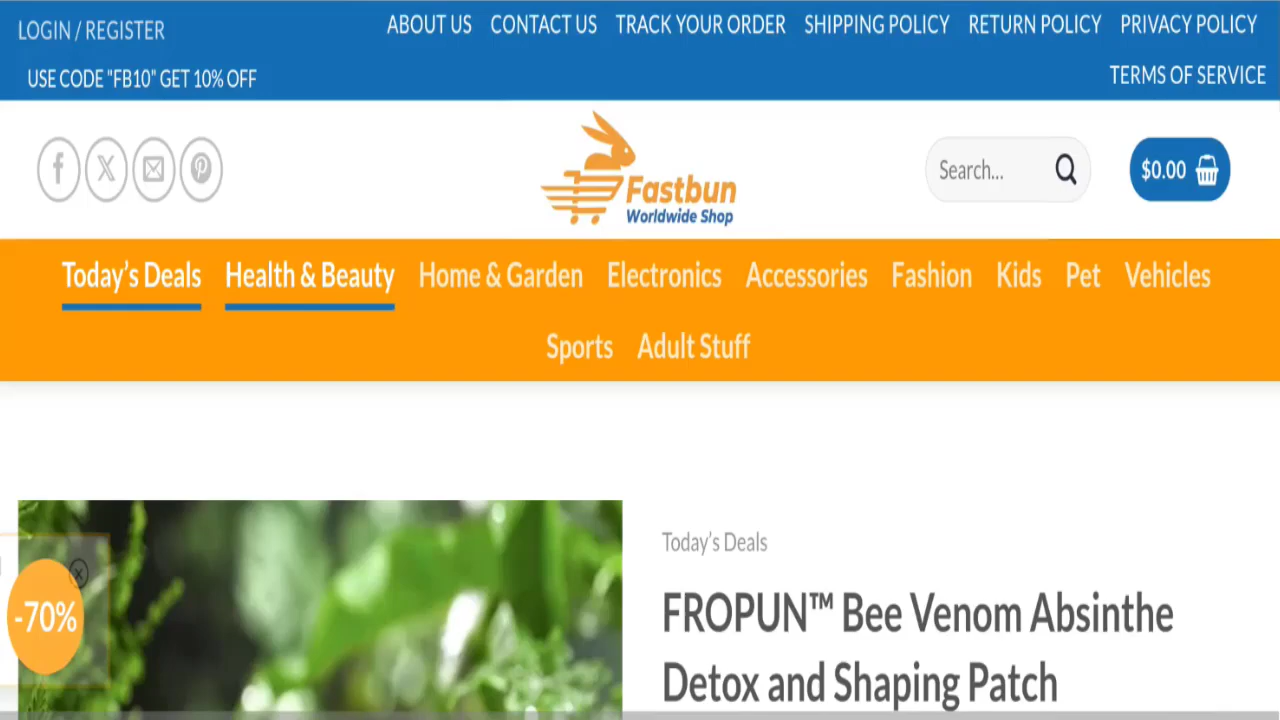 LOGIN / REGISTER
ABOUT US CONTACT US TRACK YOUR ORDER SHIPPING POLICY RETURN POLICY PRIVACY POLICY
USE CODE "FB10" GET 10% OFF
TERMS OF SERVICE
Fastbun
Worldwide Shop
Search...
$0.00
Today's Deals Health & Beauty Home & Garden Electronics Accessories Fashion Kids Pet Vehicles
Sports Adult Stuff
Today's Deals
-70%
FROPUN™ Bee Venom Absinthe
Detox and Shaping Patch